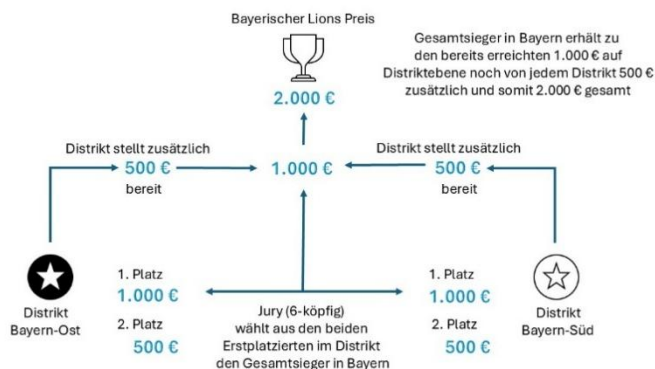 Bayerischer Lions Preis
2.000 €
Gesamtsieger in Bayern erhält zu
den bereits erreichten 1.000 € auf
Distriktebene noch von jedem Distrikt 500 €
zusätzlich und somit 2.000 € gesamt
Distrikt stellt zusätzlich
500 €
bereit
1.000 €
Distrikt stellt zusätzlich
500 €
bereit
Distrikt
Bayern-Ost
1. Platz
1.000 €
2. Platz
500 €
Jury (6-köpfig)
wählt aus den beiden
Erstplatzierten im Distrikt
den Gesamtsieger in Bayern
1. Platz
1.000 €
2. Platz
500 €
Distrikt
Bayern-Süd